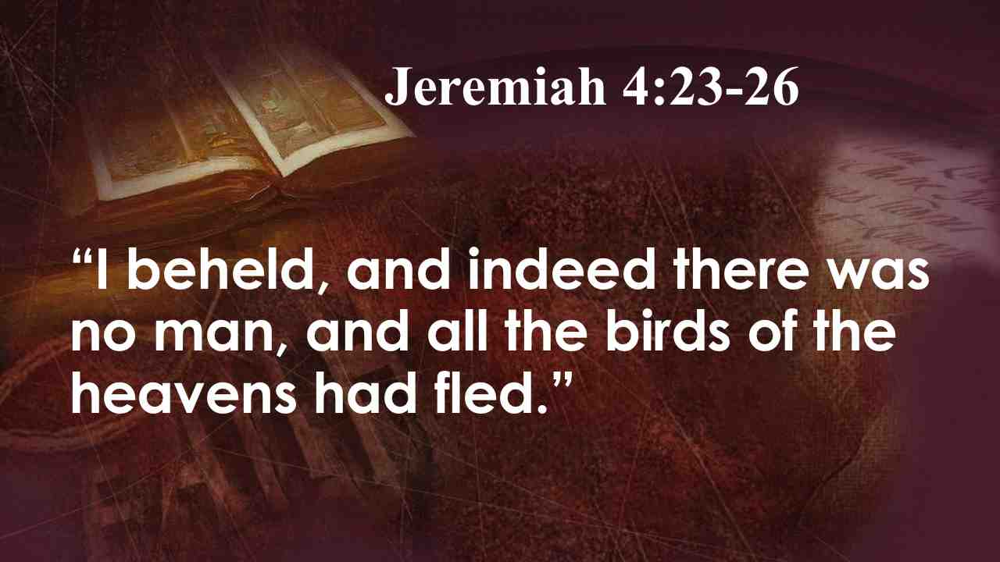 Jeremiah 4:23-26
“I beheld, and indeed there was
no man, and all the birds of the
heavens had fled.”